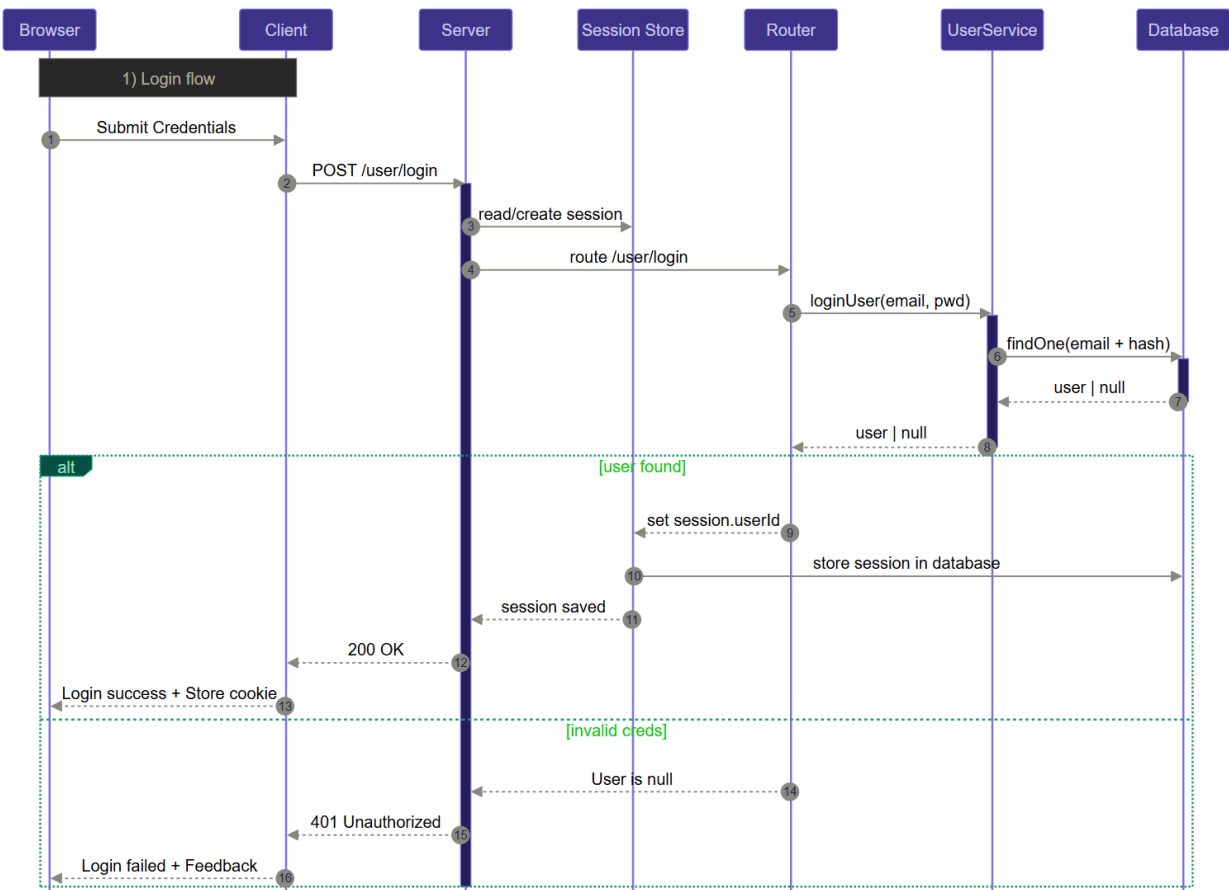 Browser
Client
Server
Session Store
Router
UserService
Database
1) Login flow
Submit Credentials
1
POST /user/login
2
read/create session
3
route /user/login
4
loginUser(email, pwd)
5
findOne(email + hash)
6
user | null
7
user | null
8
alt
[user found]
set session.userId
9
store session in database
10
session saved
11
200 OK
12
Login success + Store cookie
13
[invalid creds]
User is null
14
401 Unauthorized
15
Login failed + Feedback
16